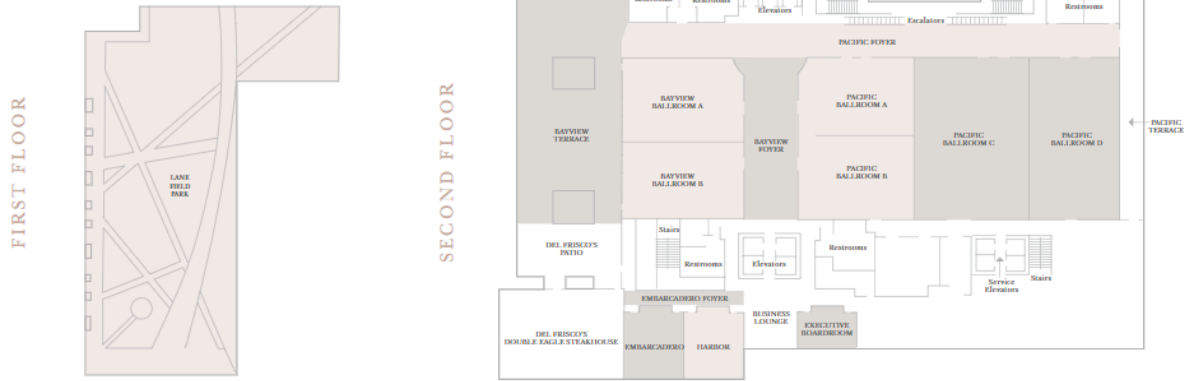 FIRST FLOOR
LANE
FIELD
PARK
SECOND FLOOR
Restrooms
Elevators
Restrooms
Escalators
PACIFIC FOYER
BAYVIEW
TERRACE
BAYVIEW
BALLROOM A
BAYVIEW
BALLROOM B
BAYVIEW
FOYER
PACIFIC
BALLROOM A
PACIFIC
BALLROOM B
PACIFIC
BALLROOM C
PACIFIC
BALLROOM D
PACIFIC
TERRACE
DEL FRISCO'S
PATIO
Stairs
Restrooms
Elevators
Restrooms
Service
Elevators
Stairs
EMBARCADERO FOYER
BUSINESS
LOUNGE
EXECUTIVE
BOARDROOM
DEL FRISCO'S
DOUBLE EAGLE STEAKHOUSE
EMBARCADERO
HARBOR